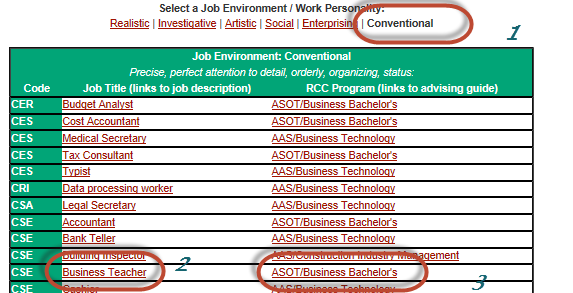 Select a Job Environment / Work Personality:
Realistic | Investigative | Artistic | Social | Enterprising | Conventional
1
Job Environment: Conventional
Precise, perfect attention to detail, orderly, organizing, status:
Code Job Title (links to job description) RCC Program (links to advising guide)
CER Budget Analyst ASOT/Business Bachelor's
CES Cost Accountant ASOT/Business Bachelor's
CES Medical Secretary AAS/Business Technology
CES Tax Consultant ASOT/Business Bachelor's
CES Typist AAS/Business Technology
CRI Data processing worker AAS/Business Technology
CSA Legal Secretary AAS/Business Technology
CSE Accountant ASOT/Business Bachelor's
CSE Bank Teller AAS/Business Technology
CSE Building Inspector AAS/Construction Industry Management
CSE Business Teacher 2 ASOT/Business Bachelor's 3
CSE Cashier AAS/Business Technology